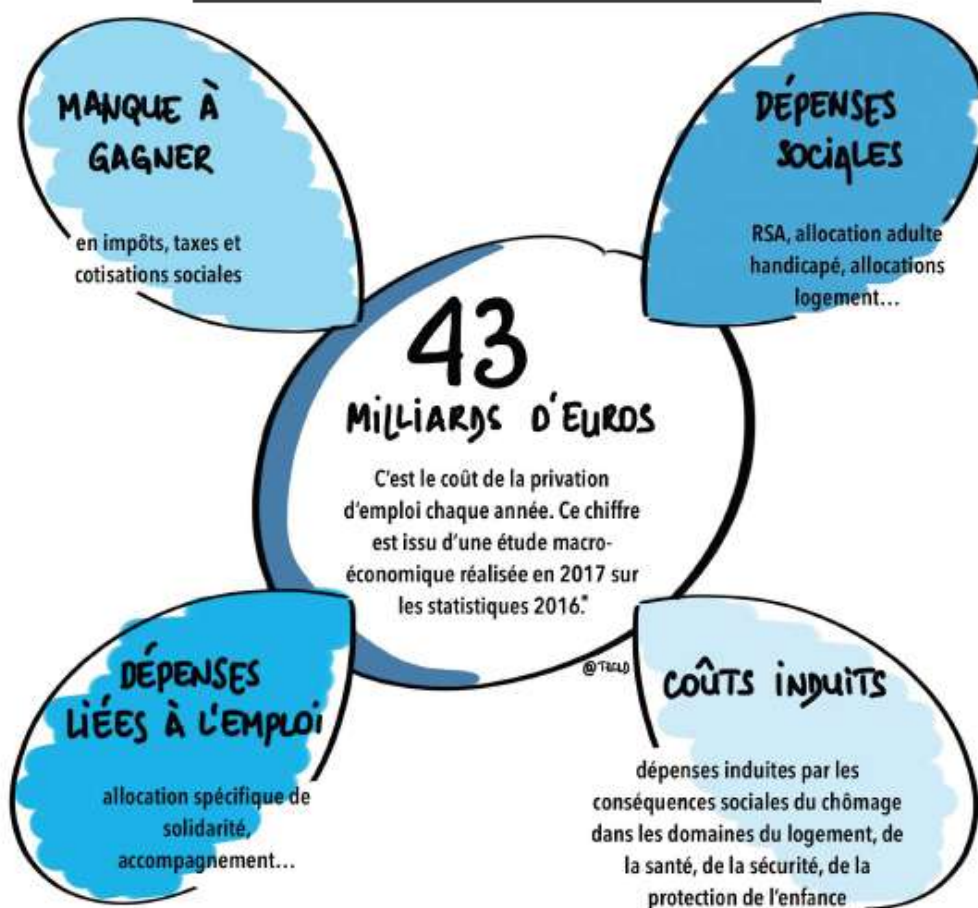 MANQUE À
GAGNER
en impôts, taxes et
cotisations sociales
DÉPENSES
SOCIALES
RSA, allocation adulte
handicapé, allocations
logement…
43
MILLIARDS D'EUROS
C'est le coût de la privation
d'emploi chaque année. Ce chiffre
est issu d'une étude macro-
économique réalisée en 2017 sur
les statistiques 2016.*
@TZCLD
DÉPENSES
LIÉES À L'EMPLOI
allocation spécifique de
solidarité,
accompagnement…
COÛTS INDUITS
dépenses induites par les
conséquences sociales du chômage
dans les domaines du logement, de
la santé, de la sécurité, de la
protection de l'enfance